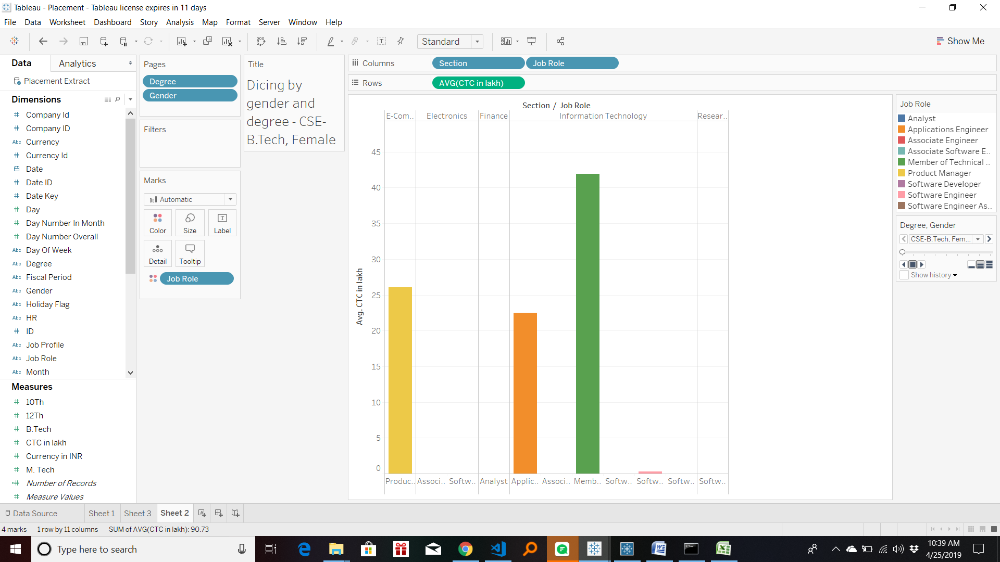 Tableau - Placement - Tableau license expires in 11 days
File Data Worksheet Dashboard Story Analysis Map Format Server Window Help
Standard
Show Me
Data Analytics
Placement Extract
Dimensions
# Company Id
# Company ID
Abc Currency
# Currency Id
Date
# Date ID
# Date Key
# Day
# Day Number In Month
# Day Number Overall
Abc Day Of Week
Abc Degree
Abc Fiscal Period
Abc Gender
Abc Holiday Flag
Abc HR
# ID
Abc Job Profile
Abc Job Role
Abc Month
Measures
# 10Th
# 12Th
# B.Tech
# CTC in lakh
# Currency in INR
# M. Tech
=# Number of Records
# Measure Values
Pages
Degree
Gender
Filters
Marks
Automatic
Color Size Label
Detail Tooltip
Job Role
Title
Dicing by
gender and
degree - CSE-
B.Tech, Female
Columns Section Job Role
Rows AVG(CTC in lakh)
Section / Job Role
E-Com.. Electronics Finance Information Technology Resear..
Avg. CTC in lakh
45
40
35
30
25
20
15
10
5
0
Produc.. Associ.. Softw.. Analyst Applic.. Associ.. Memb.. Softw.. Softw.. Softw.. Softw..
Job Role
Analyst
Applications Engineer
Associate Engineer
Associate Software E..
Member of Technical ..
Product Manager
Software Developer
Software Engineer
Software Engineer As..
Degree, Gender
CSE-B.Tech, Fem...
Show history
Data Source Sheet 1 Sheet 3 Sheet 2
4 marks 1 row by 11 columns SUM of AVG(CTC in lakh): 90.73
Type here to search
10:39 AM
4/25/2019